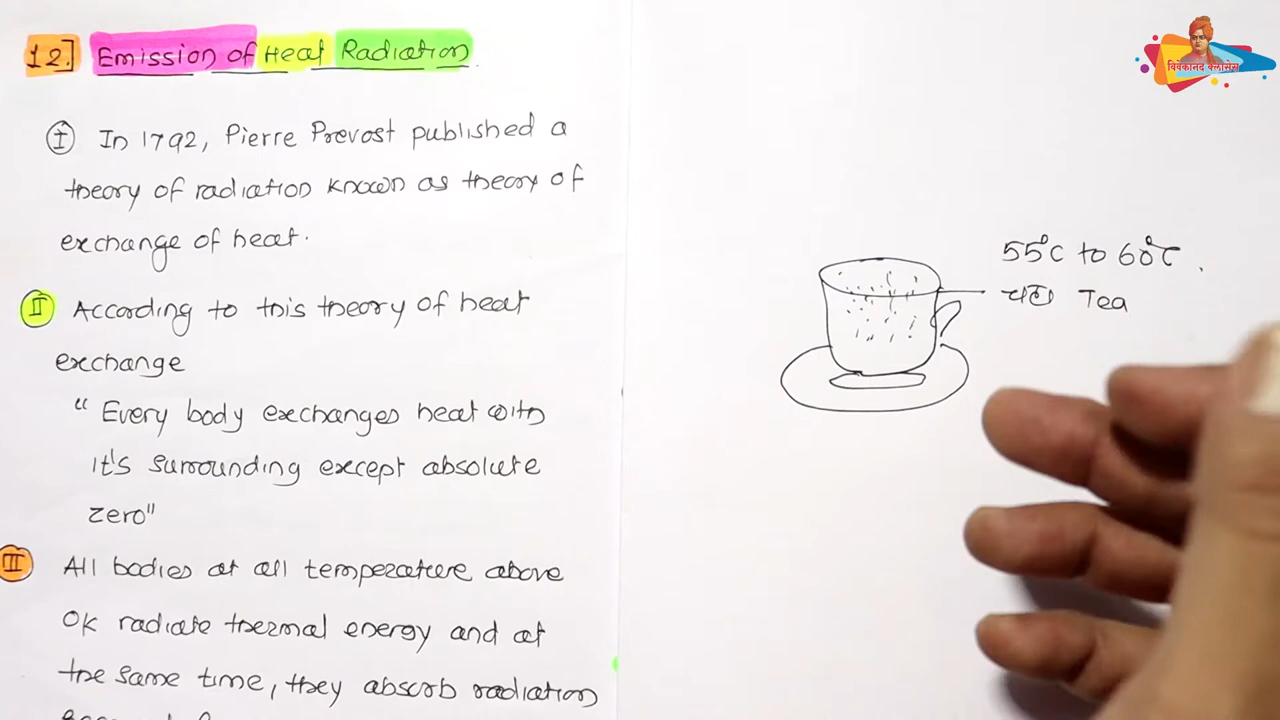 12.] Emission of Heat Radiation
I In 1792, Pierre Prevost published a
theory of radiation known as theory of
exchange of heat.
II According to this theory of heat
exchange
" Every body exchanges heat with
it's surrounding except absolute
zero"
III All bodies at all temperature above
OK radiate thermal energy and at
the same time, they absorb radiation
55°C to 60°C.
चहा Tea
विवेकानंद क्लासेस